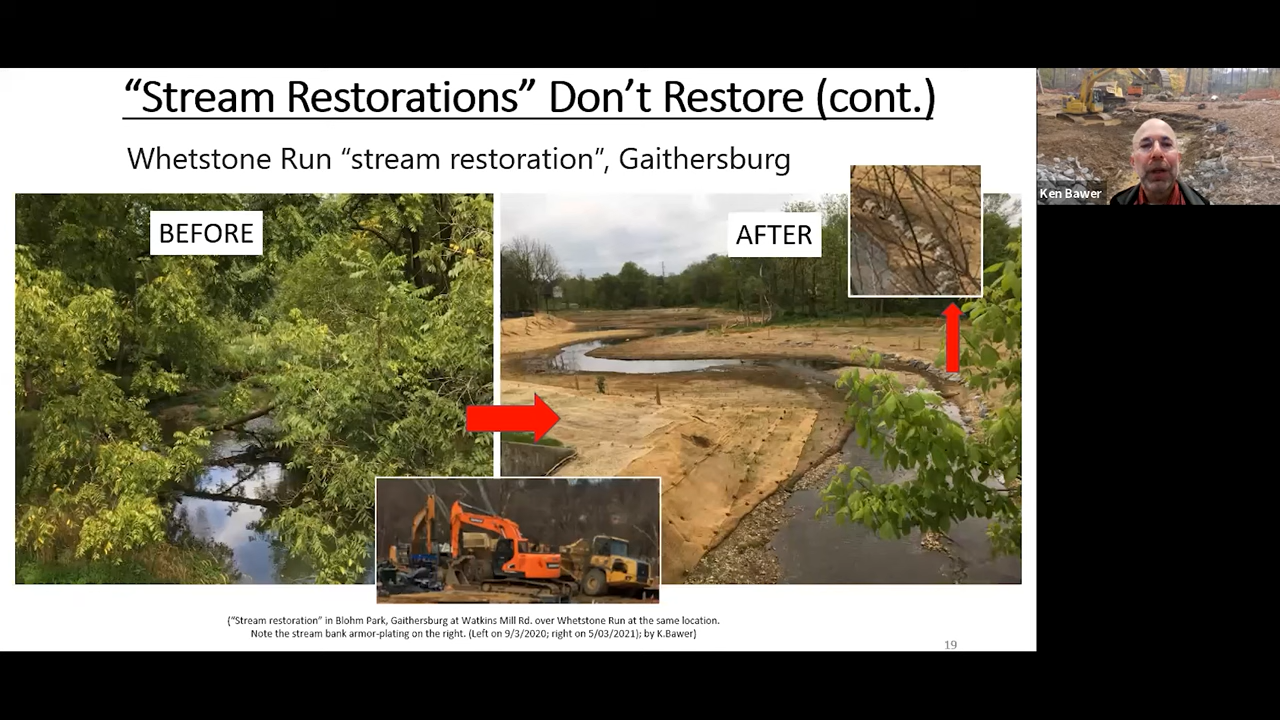 “Stream Restorations” Don’t Restore (cont.)
Whetstone Run “stream restoration”, Gaithersburg
BEFORE
AFTER
Ken Bawer
(“Stream restoration” in Blohm Park, Gaithersburg at Watkins Mill Rd. over Whetstone Run at the same location.
Note the stream bank armor-plating on the right. (Left on 9/3/2020; right on 5/03/2021); by K.Bawer)
19